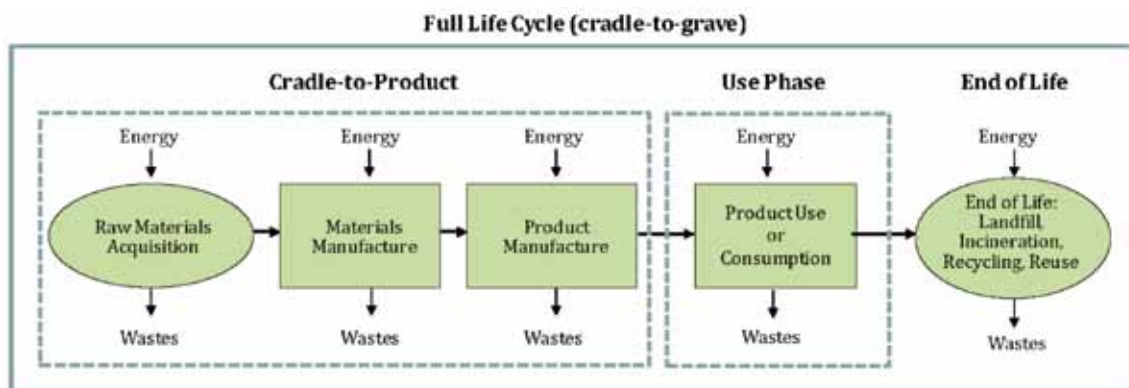 Full Life Cycle (cradle-to-grave)
Cradle-to-Product
Use Phase
End of Life
Energy
Energy
Energy
Energy
Energy
Raw Materials
Acquisition
Materials
Manufacture
Product
Manufacture
Product Use
or
Consumption
End of Life:
Landfill,
Incineration,
Recycling, Reuse
Wastes
Wastes
Wastes
Wastes
Wastes